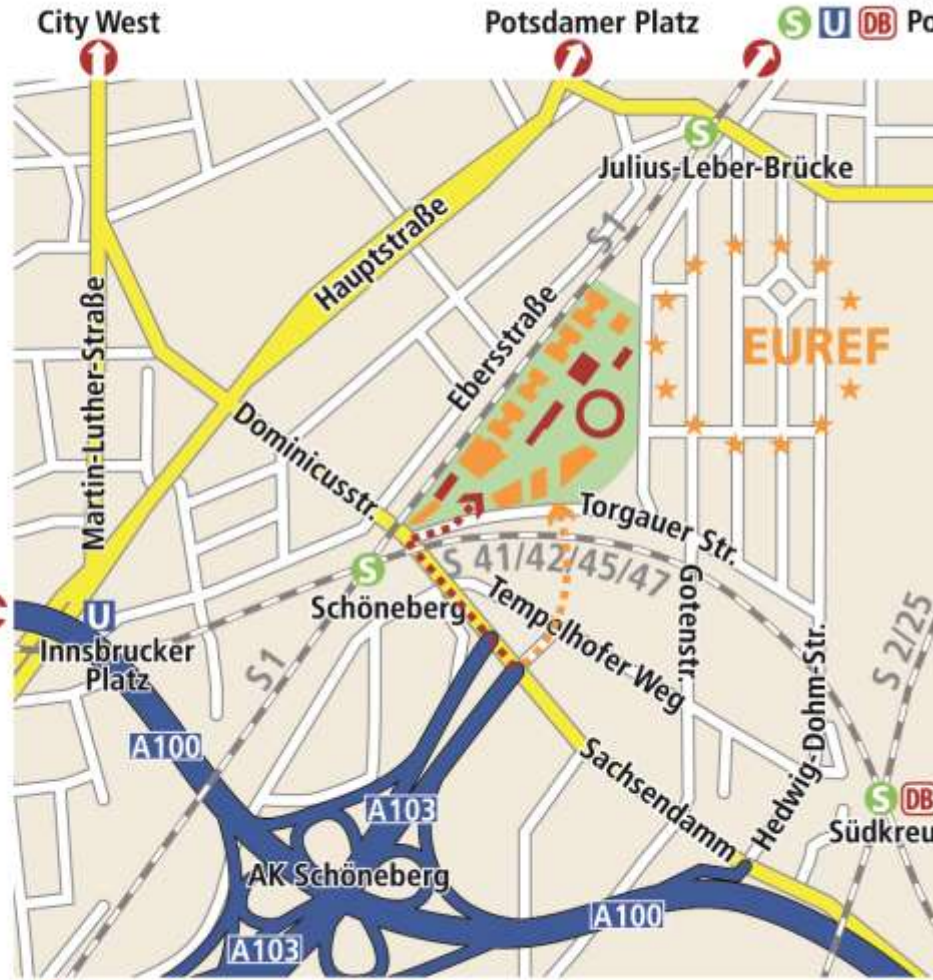 City West
Potsdamer Platz
S U DB Po
S
Julius-Leber-Brücke
S1
Hauptstraße
Martin-Luther-Straße
Ebersstraße
EUREF
Dominicusstr.
Torgauer Str.
S 41/42/45/47
S
Schöneberg
Tempelhofer Weg
Gotenstr.
U
Innsbrucker
Platz
S1
S 2/25
Hedwig-Dohm-Str.
A100
Sachsendamm
A103
S DB
Südkreu
AK Schöneberg
A100
A103